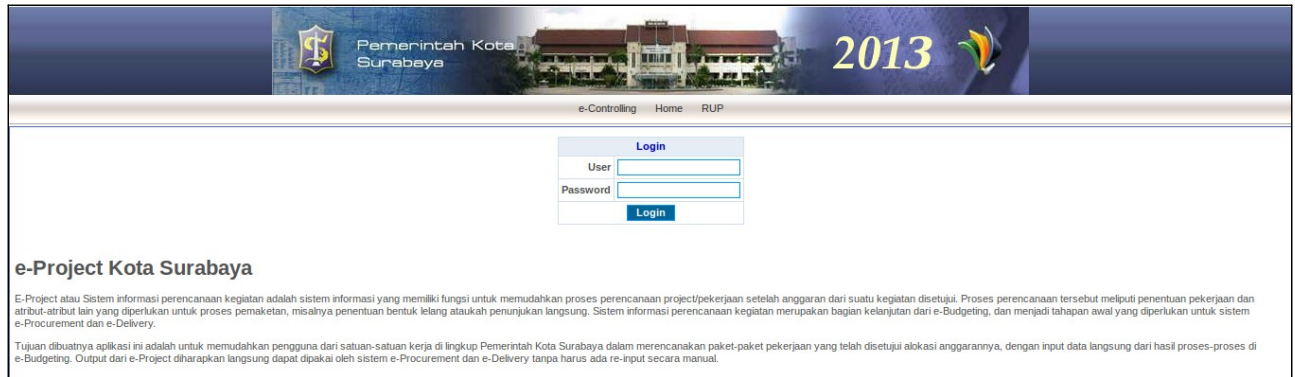 Pemerintah Kota
Surabaya
2013
e-Controlling Home RUP
Login
User
Password
Login
e-Project Kota Surabaya
E-Project atau Sistem informasi perencanaan kegiatan adalah sistem informasi yang memiliki fungsi untuk memudahkan proses perencanaan project/pekerjaan setelah anggaran dari suatu kegiatan disetujui. Proses perencanaan tersebut meliputi penentuan pekerjaan dan
atribut-atribut lain yang diperlukan untuk proses pemaketan, misalnya penentuan bentuk lelang ataukah penunjukan langsung. Sistem informasi perencanaan kegiatan merupakan bagian kelanjutan dari e-Budgeting, dan menjadi tahapan awal yang diperlukan untuk sistem
e-Procurement dan e-Delivery.
Tujuan dibuatnya aplikasi ini adalah untuk memudahkan pengguna dari satuan-satuan kerja di lingkup Pemerintah Kota Surabaya dalam merencanakan paket-paket pekerjaan yang telah disetujui alokasi anggarannya, dengan input data langsung dari hasil proses-proses di
e-Budgeting. Output dari e-Project diharapkan langsung dapat dipakai oleh sistem e-Procurement dan e-Delivery tanpa harus ada re-input secara manual.